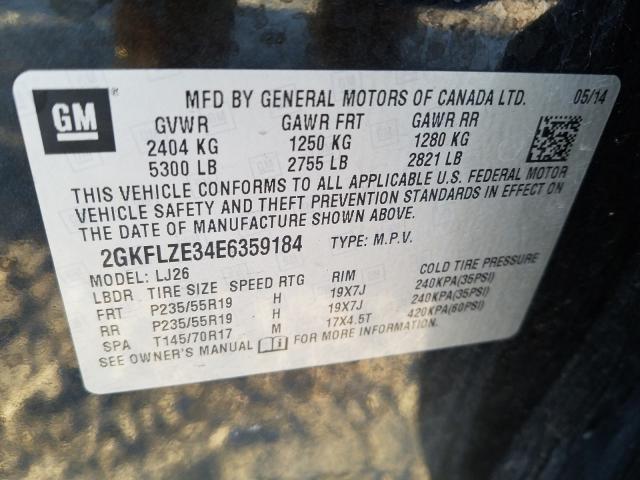 GM® MFD BY GENERAL MOTORS OF CANADA LTD. 05/14
GVWR GAWR FRT GAWR RR
2404 KG 1250 KG 1280 KG
5300 LB 2755 LB 2821 LB
THIS VEHICLE CONFORMS TO ALL APPLICABLE U.S. FEDERAL MOTOR
VEHICLE SAFETY AND THEFT PREVENTION STANDARDS IN EFFECT ON
THE DATE OF MANUFACTURE SHOWN ABOVE.
2GKFLZE34E6359184 TYPE: M.P.V.
MODEL: LJ26
LBDR TIRE SIZE SPEED RTG RIM COLD TIRE PRESSURE
FRT P235/55R19 H 19X7J 240KPA(35PSI)
RR P235/55R19 H 19X7J 240KPA(35PSI)
SPA T145/70R17 M 17X4.5T 420KPA(60PSI)
SEE OWNER'S MANUAL FOR MORE INFORMATION.